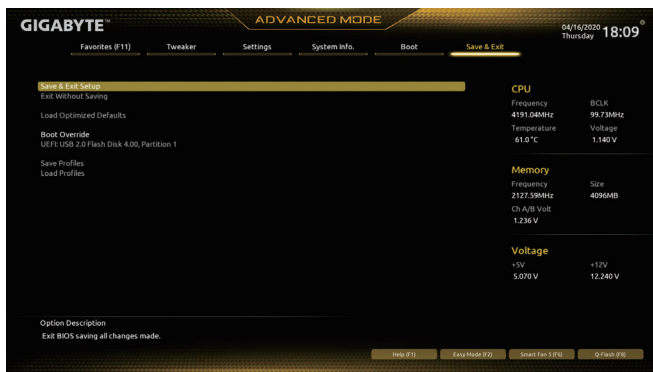 GIGABYTE™
ADVANCED MODE
04/16/2020 Thursday 18:09
Favorites (F11) Tweaker Settings System Info. Boot Save & Exit
Save & Exit Setup
Exit Without Saving
Load Optimized Defaults
Boot Override
UEFI: USB 2.0 Flash Disk 4.00, Partition 1
Save Profiles
Load Profiles
CPU
Frequency BCLK
4191.04MHz 99.73MHz
Temperature Voltage
61.0 °C 1.140 V
Memory
Frequency Size
2127.59MHz 4096MB
Ch A/B Volt
1.236 V
Voltage
+5V +12V
5.070 V 12.240 V
Option Description
Exit BIOS saving all changes made.
Help (F1) Easy Mode (F2) Smart Fan 5 (F6) Q-Flash (F8)